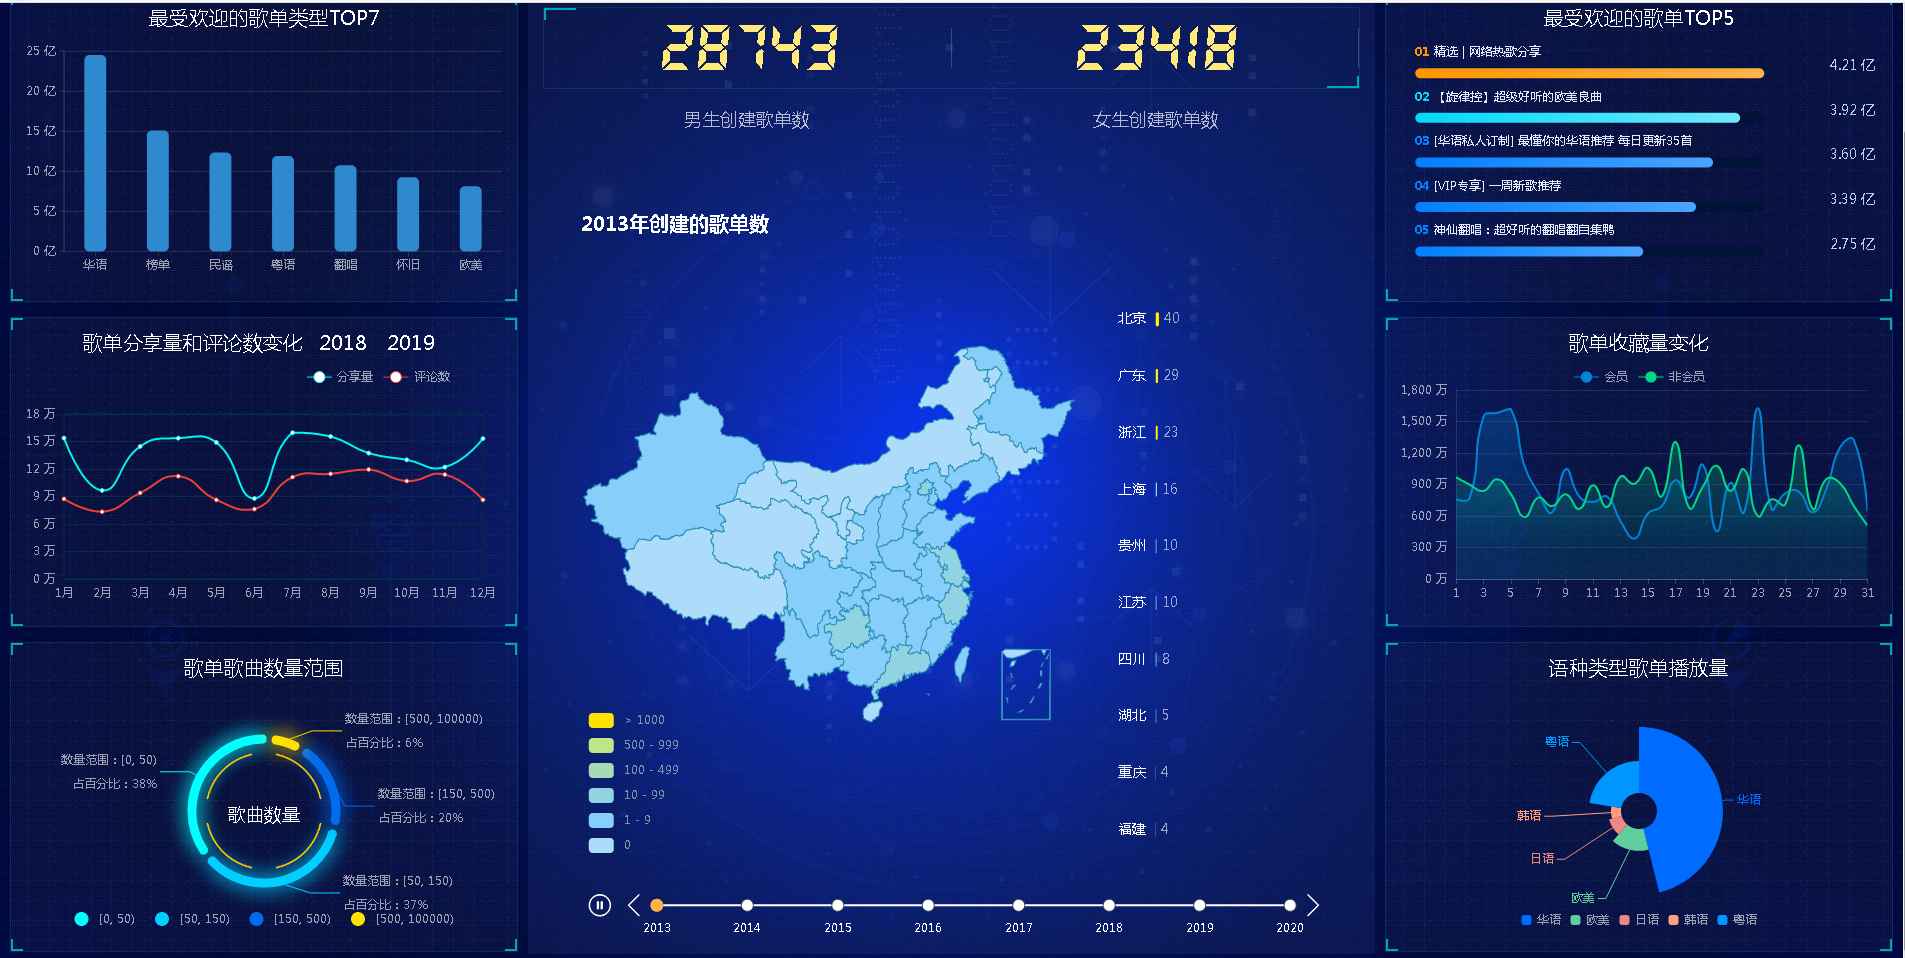 最受欢迎的歌单类型TOP7
25 亿
20 亿
15 亿
10 亿
5 亿
0 亿
华语 榜单 民谣 粤语 翻唱 怀旧 欧美
歌单分享量和评论数变化 2018 2019
分享量 评论数
18 万
15 万
12 万
9 万
6 万
3 万
0 万
1月 2月 3月 4月 5月 6月 7月 8月 9月 10月 11月 12月
歌单歌曲数量范围
数量范围：[500, 100000)
占百分比：6%
数量范围：[0, 50)
占百分比：38%
数量范围：[150, 500)
占百分比：20%
歌曲数量
数量范围：[50, 150)
占百分比：37%
[0, 50) [50, 150) [150, 500) [500, 100000)
28743 23418
男生创建歌单数 女生创建歌单数
2013年创建的歌单数
北京 40
广东 29
浙江 23
上海 16
贵州 10
江苏 10
四川 8
湖北 5
重庆 4
福建 4
> 1000
500 - 999
100 - 499
10 - 99
1 - 9
0
2013 2014 2015 2016 2017 2018 2019 2020
最受欢迎的歌单TOP5
01 精选 | 网络热歌分享
4.21 亿
02 【旋律控】超级好听的欧美良曲
3.92 亿
03 [华语私人订制] 最懂你的华语推荐 每日更新35首
3.60 亿
04 [VIP专享] 一周新歌推荐
3.39 亿
05 神仙翻唱：超好听的翻唱翻自集鸭
2.75 亿
歌单收藏量变化
会员 非会员
1,800 万
1,500 万
1,200 万
900 万
600 万
300 万
0 万
1 3 5 7 9 11 13 15 17 19 21 23 25 27 29 31
语种类型歌单播放量
粤语
华语
韩语
日语
欧美
华语 欧美 日语 韩语 粤语